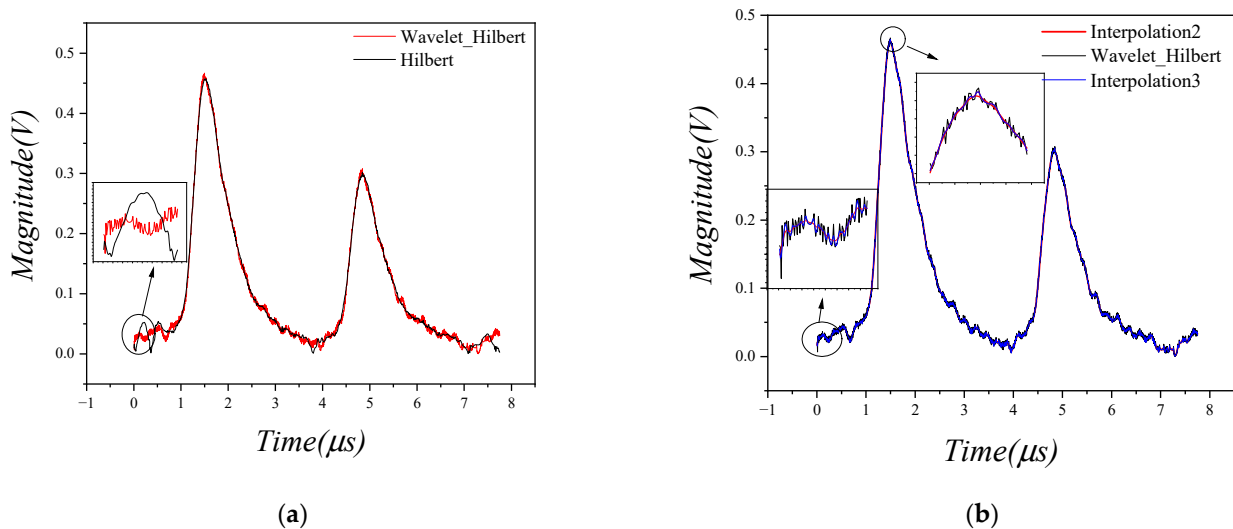 Wavelet_Hilbert
Hilbert
Magnitude(V)
0.5
0.4
0.3
0.2
0.1
0.0
−1 0 1 2 3 4 5 6 7 8
Time(μs)
(a)
Interpolation2
Wavelet_Hilbert
Interpolation3
Magnitude(V)
0.5
0.4
0.3
0.2
0.1
0.0
−1 0 1 2 3 4 5 6 7 8
Time(μs)
(b)